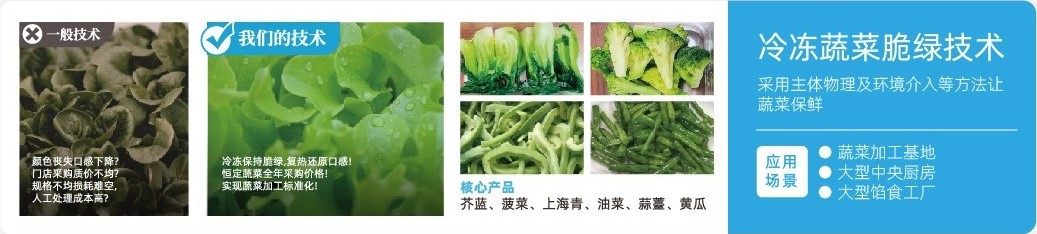 一般技术
颜色丧失口感下降?
门店采购质价不均?
规格不均损耗难空,
人工处理成本高?
我们的技术
冷冻保持脆绿,复热还原口感!
恒定蔬菜全年采购价格!
实现蔬菜加工标准化!
核心产品
芥蓝、菠菜、上海青、油菜、蒜薹、黄瓜
冷冻蔬菜脆绿技术
采用主体物理及环境介入等方法让
蔬菜保鲜
应用
场景
蔬菜加工基地
大型中央厨房
大型馅食工厂